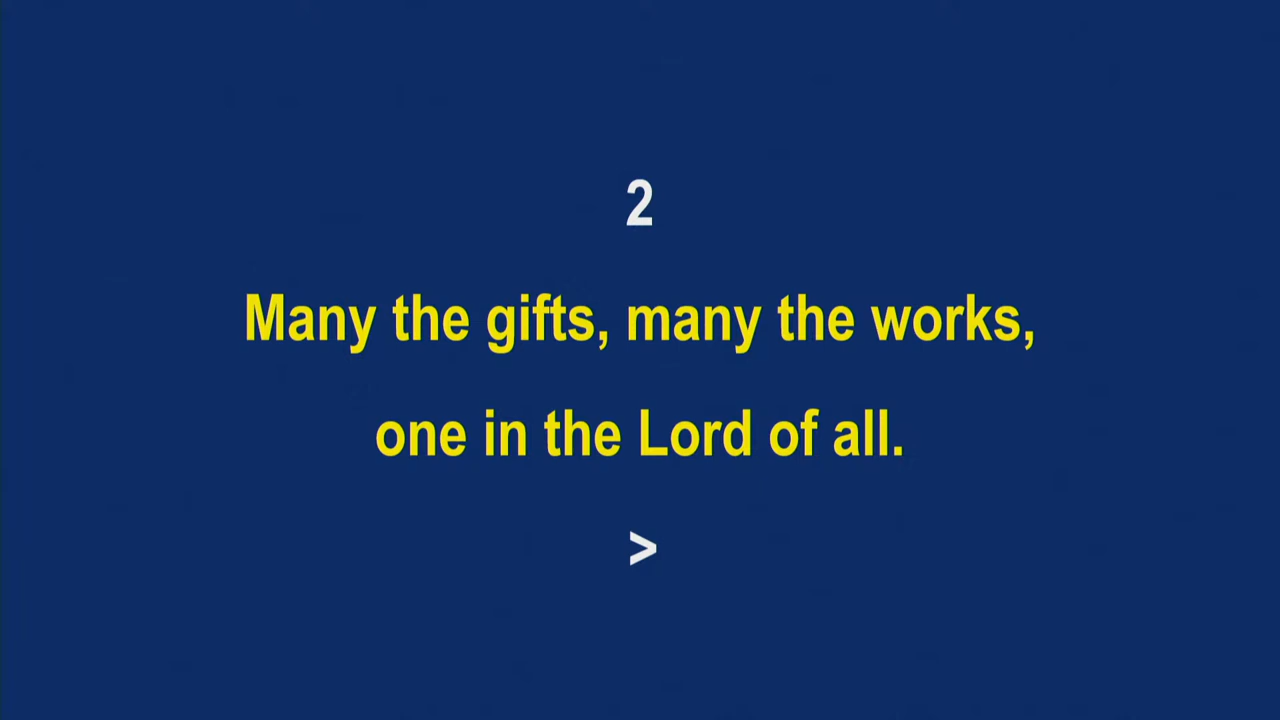 2
Many the gifts, many the works,
one in the Lord of all.
>